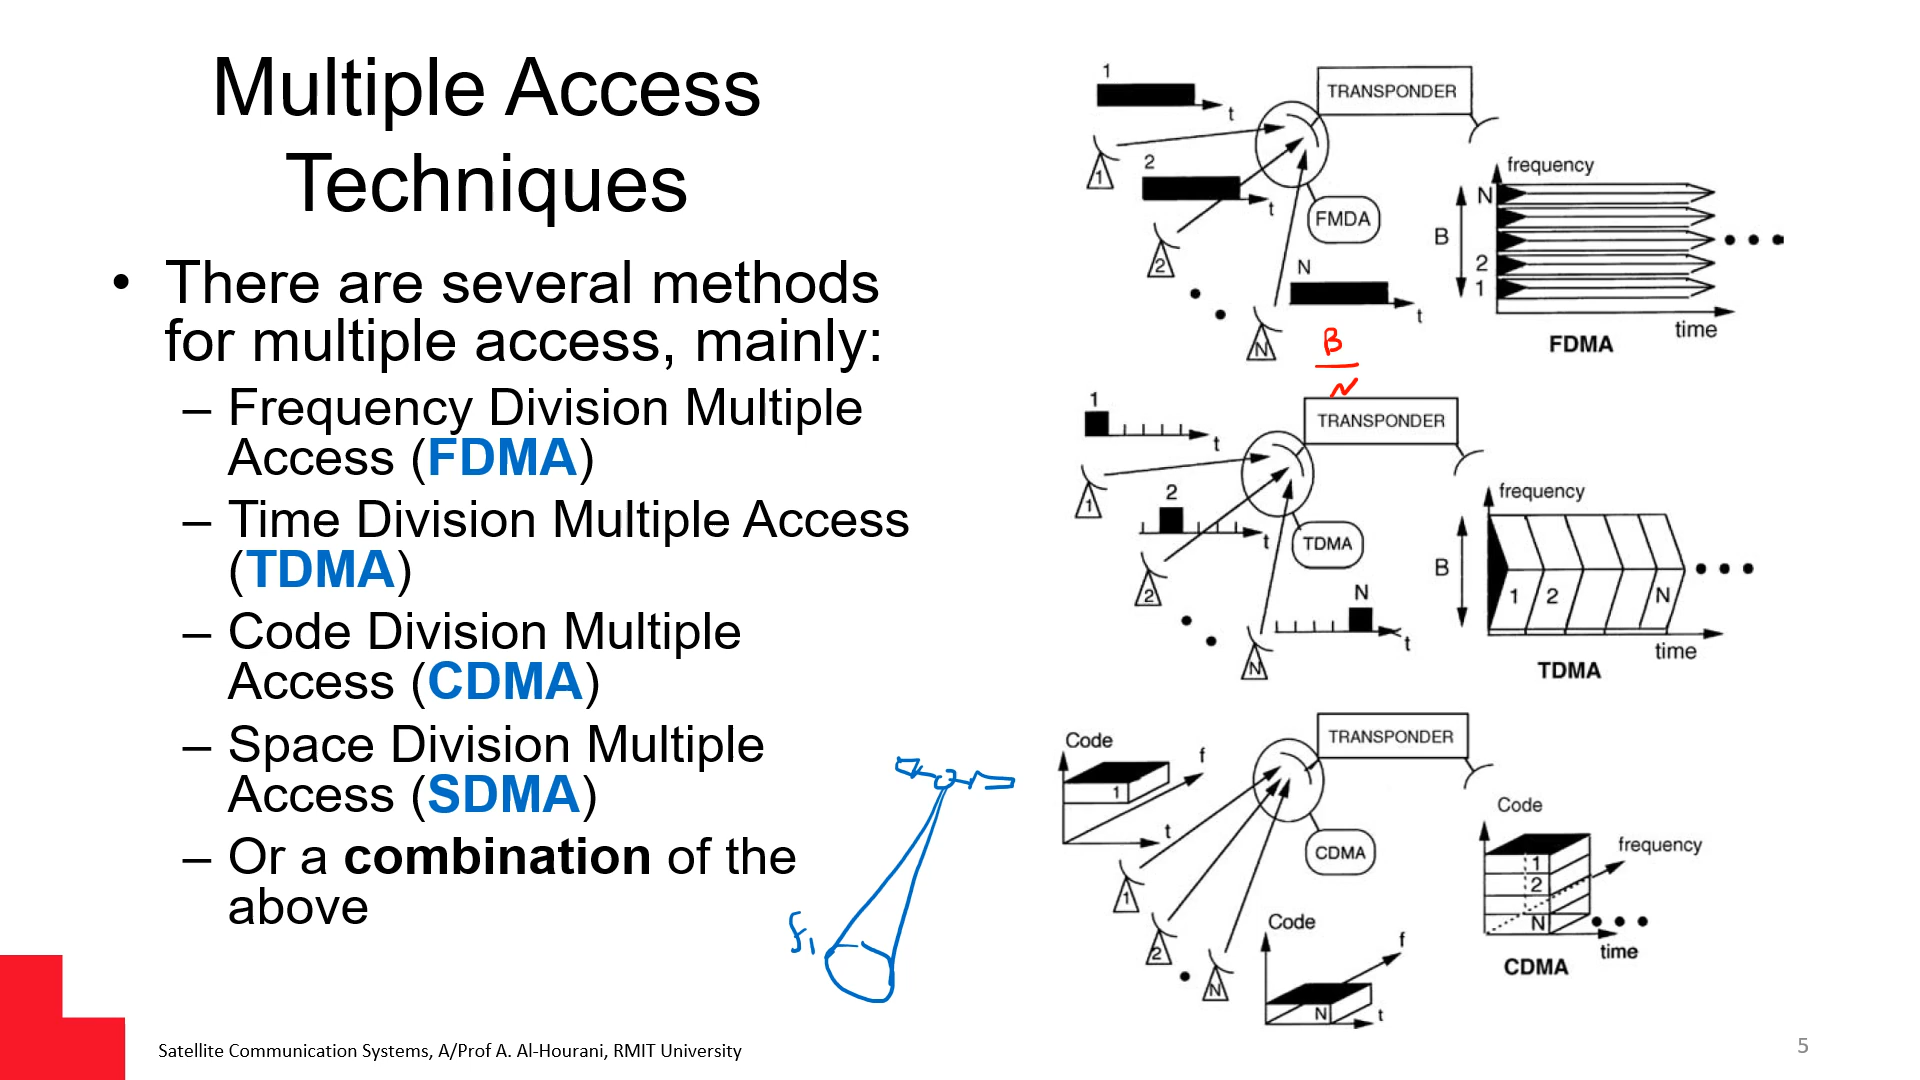 Multiple Access
Techniques
• There are several methods
for multiple access, mainly:
– Frequency Division Multiple
Access (FDMA)
– Time Division Multiple Access
(TDMA)
– Code Division Multiple
Access (CDMA)
– Space Division Multiple
Access (SDMA)
– Or a combination of the
above
f1
1
t
TRANSPONDER
1
2
t
2
FMDA
N
t
N
frequency
N
B
2
1
time
FDMA
B
N
1
t
TRANSPONDER
1
2
t
2
TDMA
N
t
N
frequency
B
1 2 N
time
TDMA
Code
f
1
t
TRANSPONDER
1
2
N
CDMA
Code
f
N
t
Code
frequency
1
2
N
time
CDMA
Satellite Communication Systems, A/Prof A. Al-Hourani, RMIT University
5